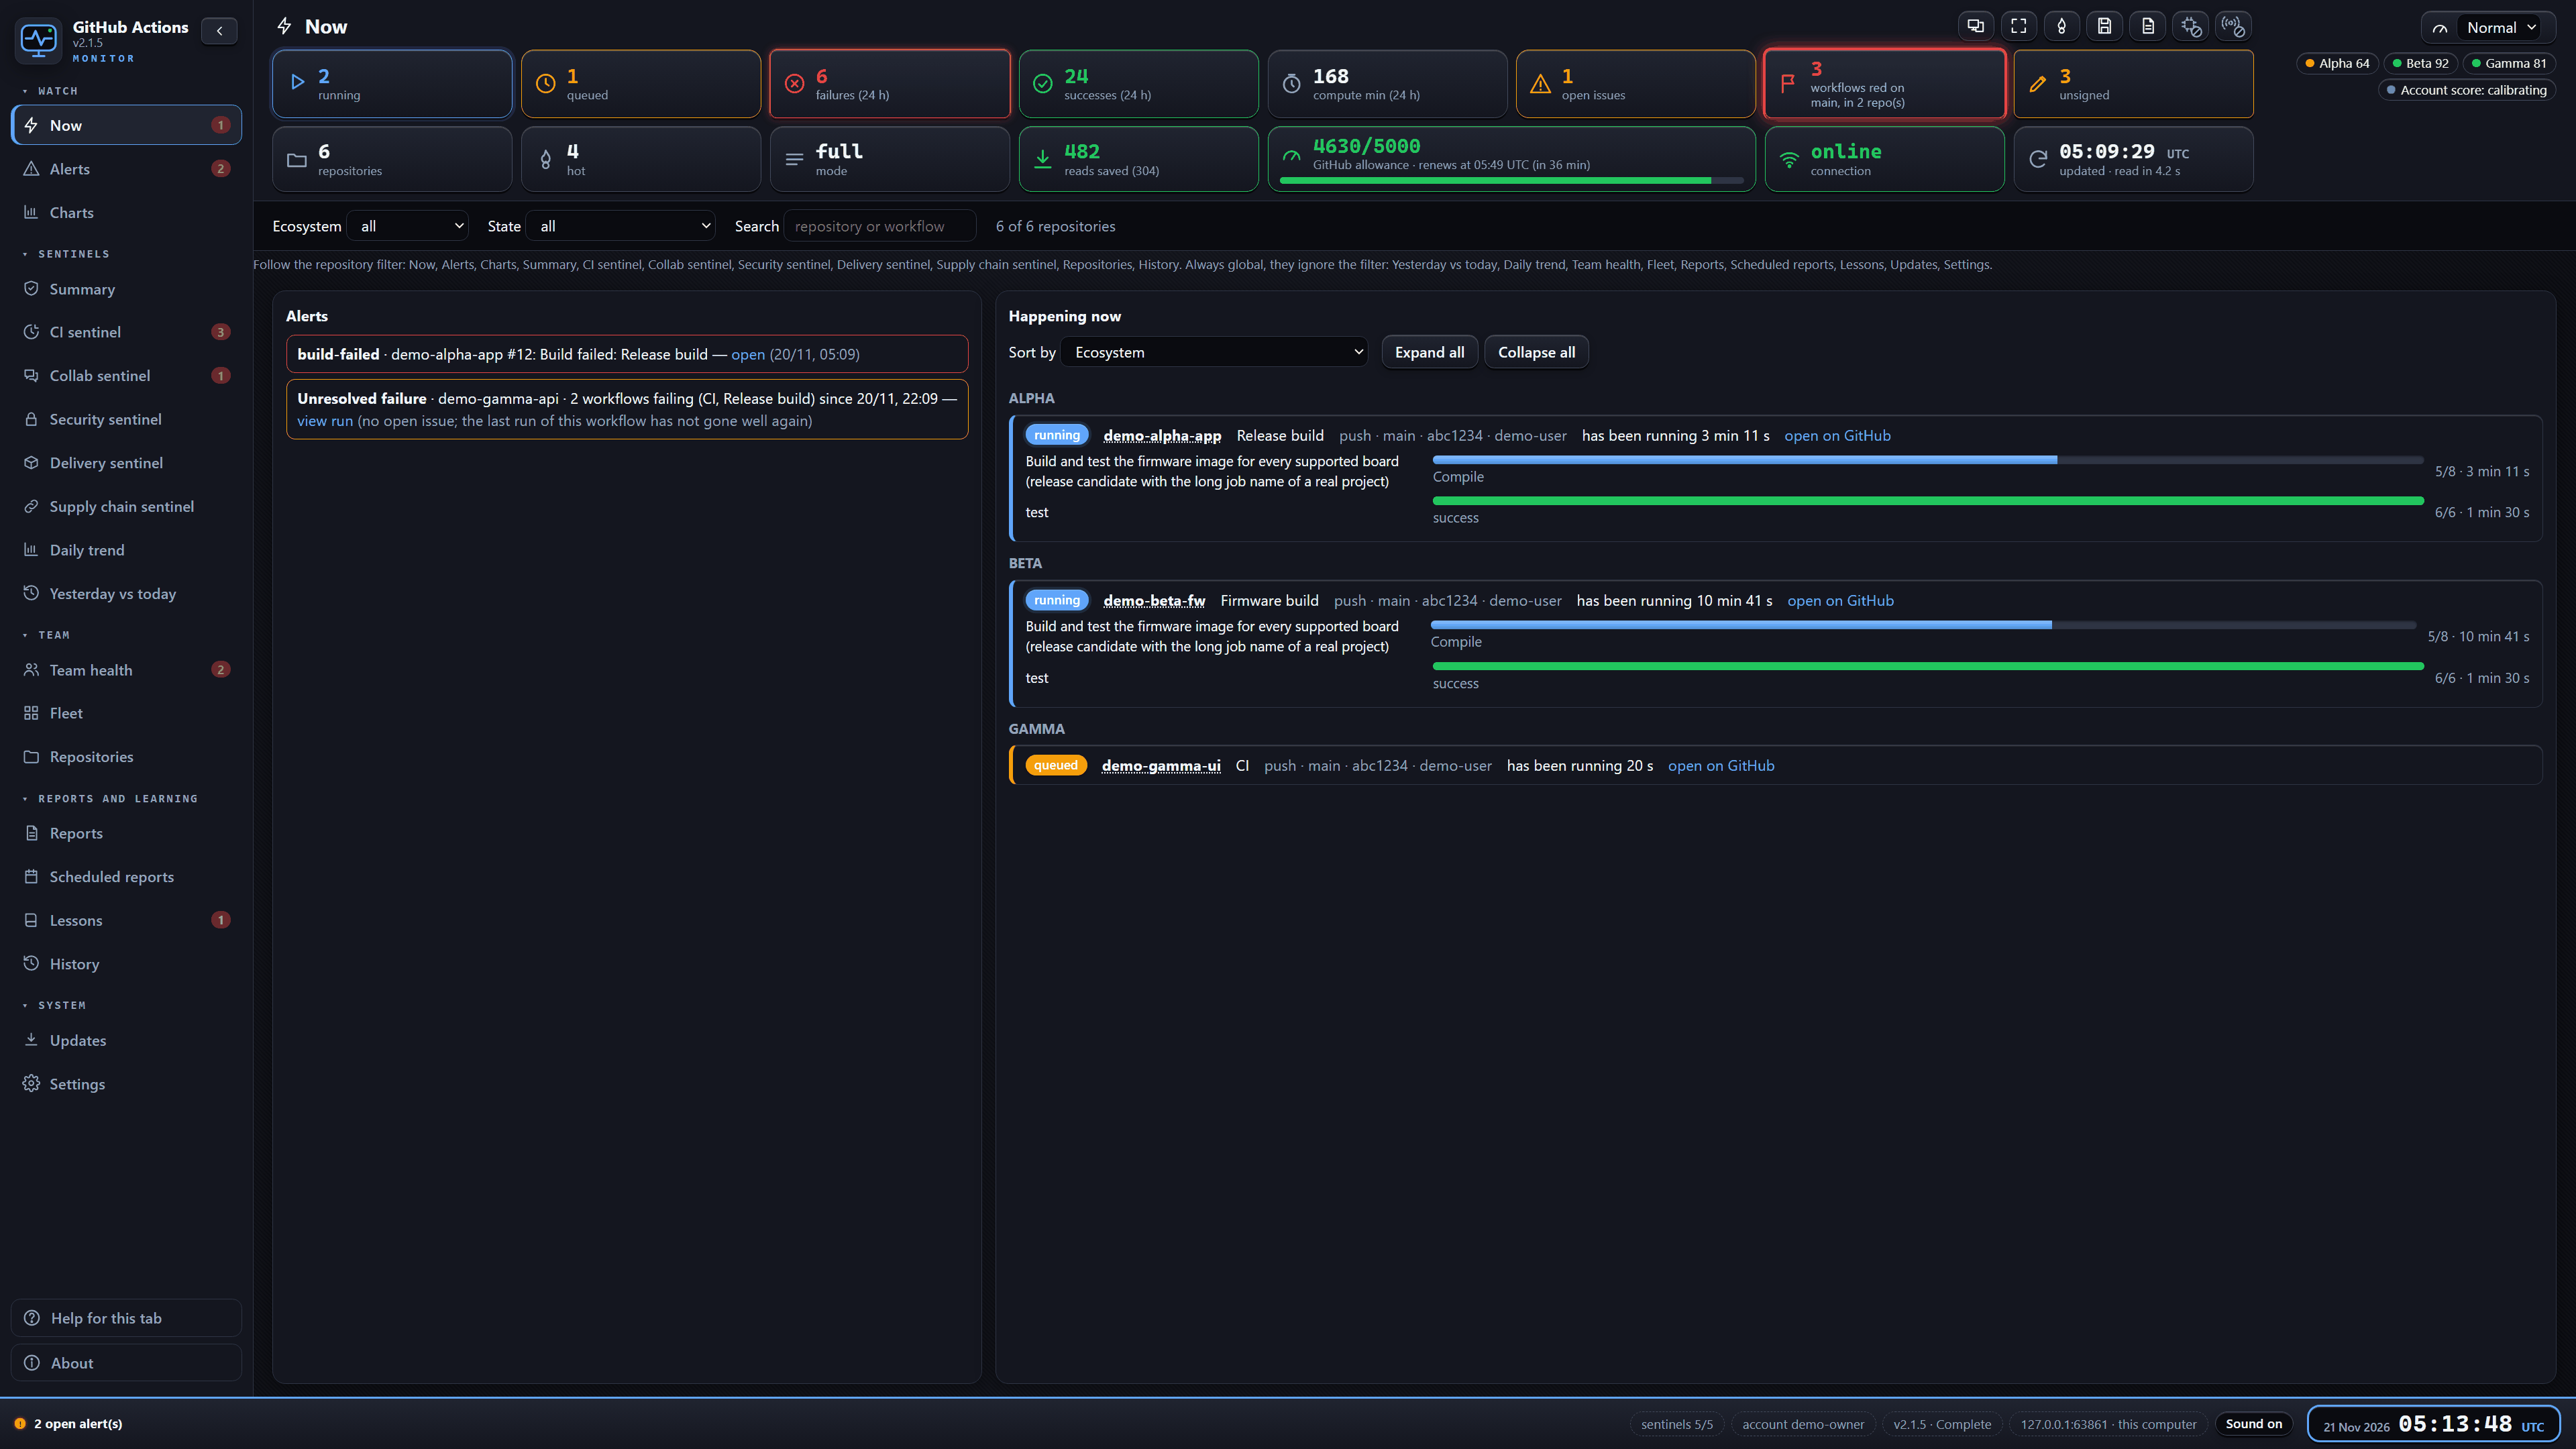 GitHub Actions
v2.1.5
MONITOR
WATCH
Now 1
Alerts 2
Charts
SENTINELS
Summary
CI sentinel 3
Collab sentinel 1
Security sentinel
Delivery sentinel
Supply chain sentinel
Daily trend
Yesterday vs today
TEAM
Team health 2
Fleet
Repositories
REPORTS AND LEARNING
Reports
Scheduled reports
Lessons 1
History
SYSTEM
Updates
Settings
Help for this tab
About
Now
Normal
2
running
1
queued
6
failures (24 h)
24
successes (24 h)
168
compute min (24 h)
1
open issues
3
workflows red on
main, in 2 repo(s)
3
unsigned
Alpha 64 Beta 92 Gamma 81
Account score: calibrating
6
repositories
4
hot
full
mode
482
reads saved (304)
4630/5000
GitHub allowance · renews at 05:49 UTC (in 36 min)
online
connection
05:09:29 UTC
updated · read in 4.2 s
Ecosystem all State all Search repository or workflow 6 of 6 repositories
Follow the repository filter: Now, Alerts, Charts, Summary, CI sentinel, Collab sentinel, Security sentinel, Delivery sentinel, Supply chain sentinel, Repositories, History. Always global, they ignore the filter: Yesterday vs today, Daily trend, Team health, Fleet, Reports, Scheduled reports, Lessons, Updates, Settings.
Alerts
build-failed · demo-alpha-app #12: Build failed: Release build — open (20/11, 05:09)
Unresolved failure · demo-gamma-api · 2 workflows failing (CI, Release build) since 20/11, 22:09 —
view run (no open issue; the last run of this workflow has not gone well again)
Happening now
Sort by Ecosystem Expand all Collapse all
ALPHA
running demo-alpha-app Release build push · main · abc1234 · demo-user has been running 3 min 11 s open on GitHub
Build and test the firmware image for every supported board
(release candidate with the long job name of a real project)
Compile
5/8 · 3 min 11 s
test
success
6/6 · 1 min 30 s
BETA
running demo-beta-fw Firmware build push · main · abc1234 · demo-user has been running 10 min 41 s open on GitHub
Build and test the firmware image for every supported board
(release candidate with the long job name of a real project)
Compile
5/8 · 10 min 41 s
test
success
6/6 · 1 min 30 s
GAMMA
queued demo-gamma-ui CI push · main · abc1234 · demo-user has been running 20 s open on GitHub
2 open alert(s)
sentinels 5/5 account demo-owner v2.1.5 · Complete 127.0.0.1:63861 · this computer Sound on 21 Nov 2026 05:13:48 UTC